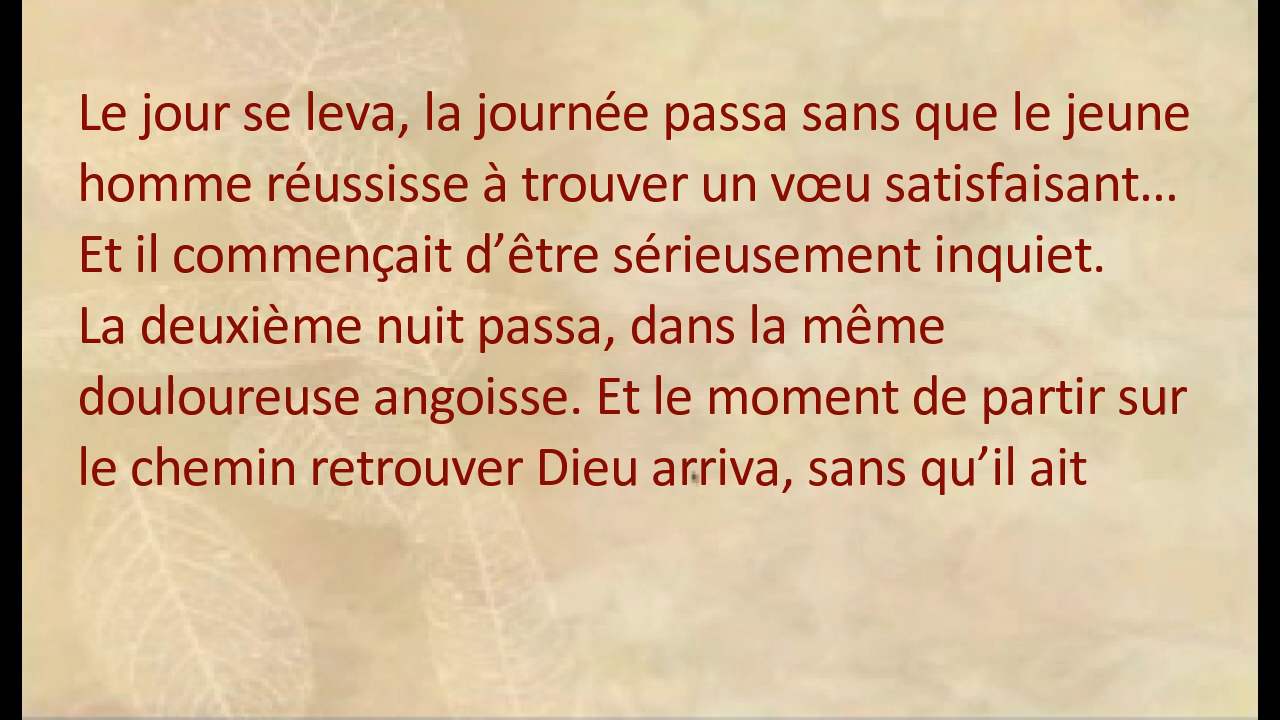 Le jour se leva, la journée passa sans que le jeune
homme réussisse à trouver un vœu satisfaisant…
Et il commençait d’être sérieusement inquiet.
La deuxième nuit passa, dans la même
douloureuse angoisse. Et le moment de partir sur
le chemin retrouver Dieu arriva, sans qu’il ait